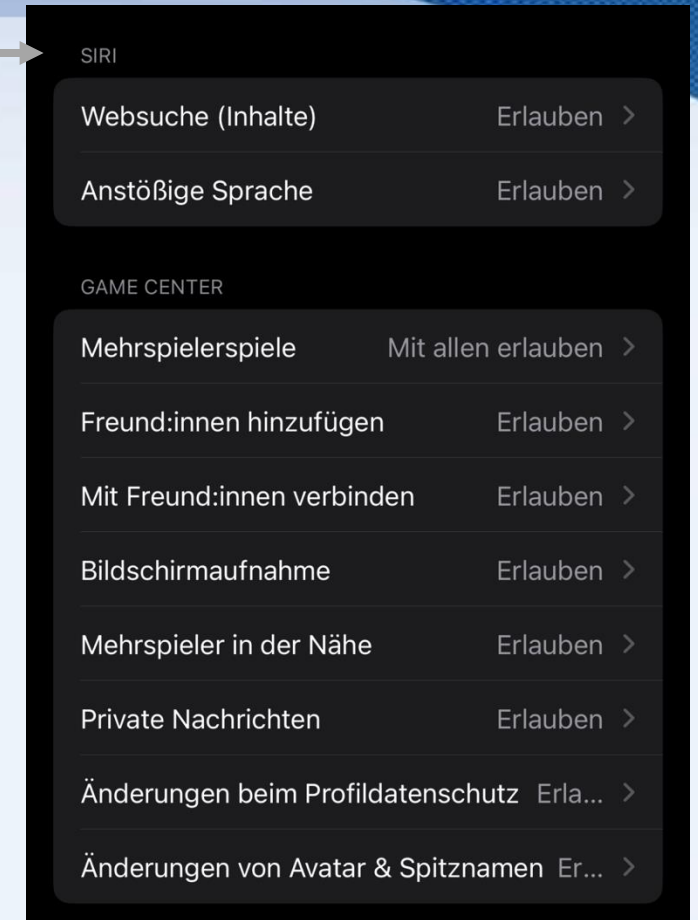 SIRI
Websuche (Inhalte) Erlauben
Anstößige Sprache Erlauben
GAME CENTER
Mehrspielerspiele Mit allen erlauben
Freund:innen hinzufügen Erlauben
Mit Freund:innen verbinden Erlauben
Bildschirmaufnahme Erlauben
Mehrspieler in der Nähe Erlauben
Private Nachrichten Erlauben
Änderungen beim Profildatenschutz Erla...
Änderungen von Avatar & Spitznamen Er...